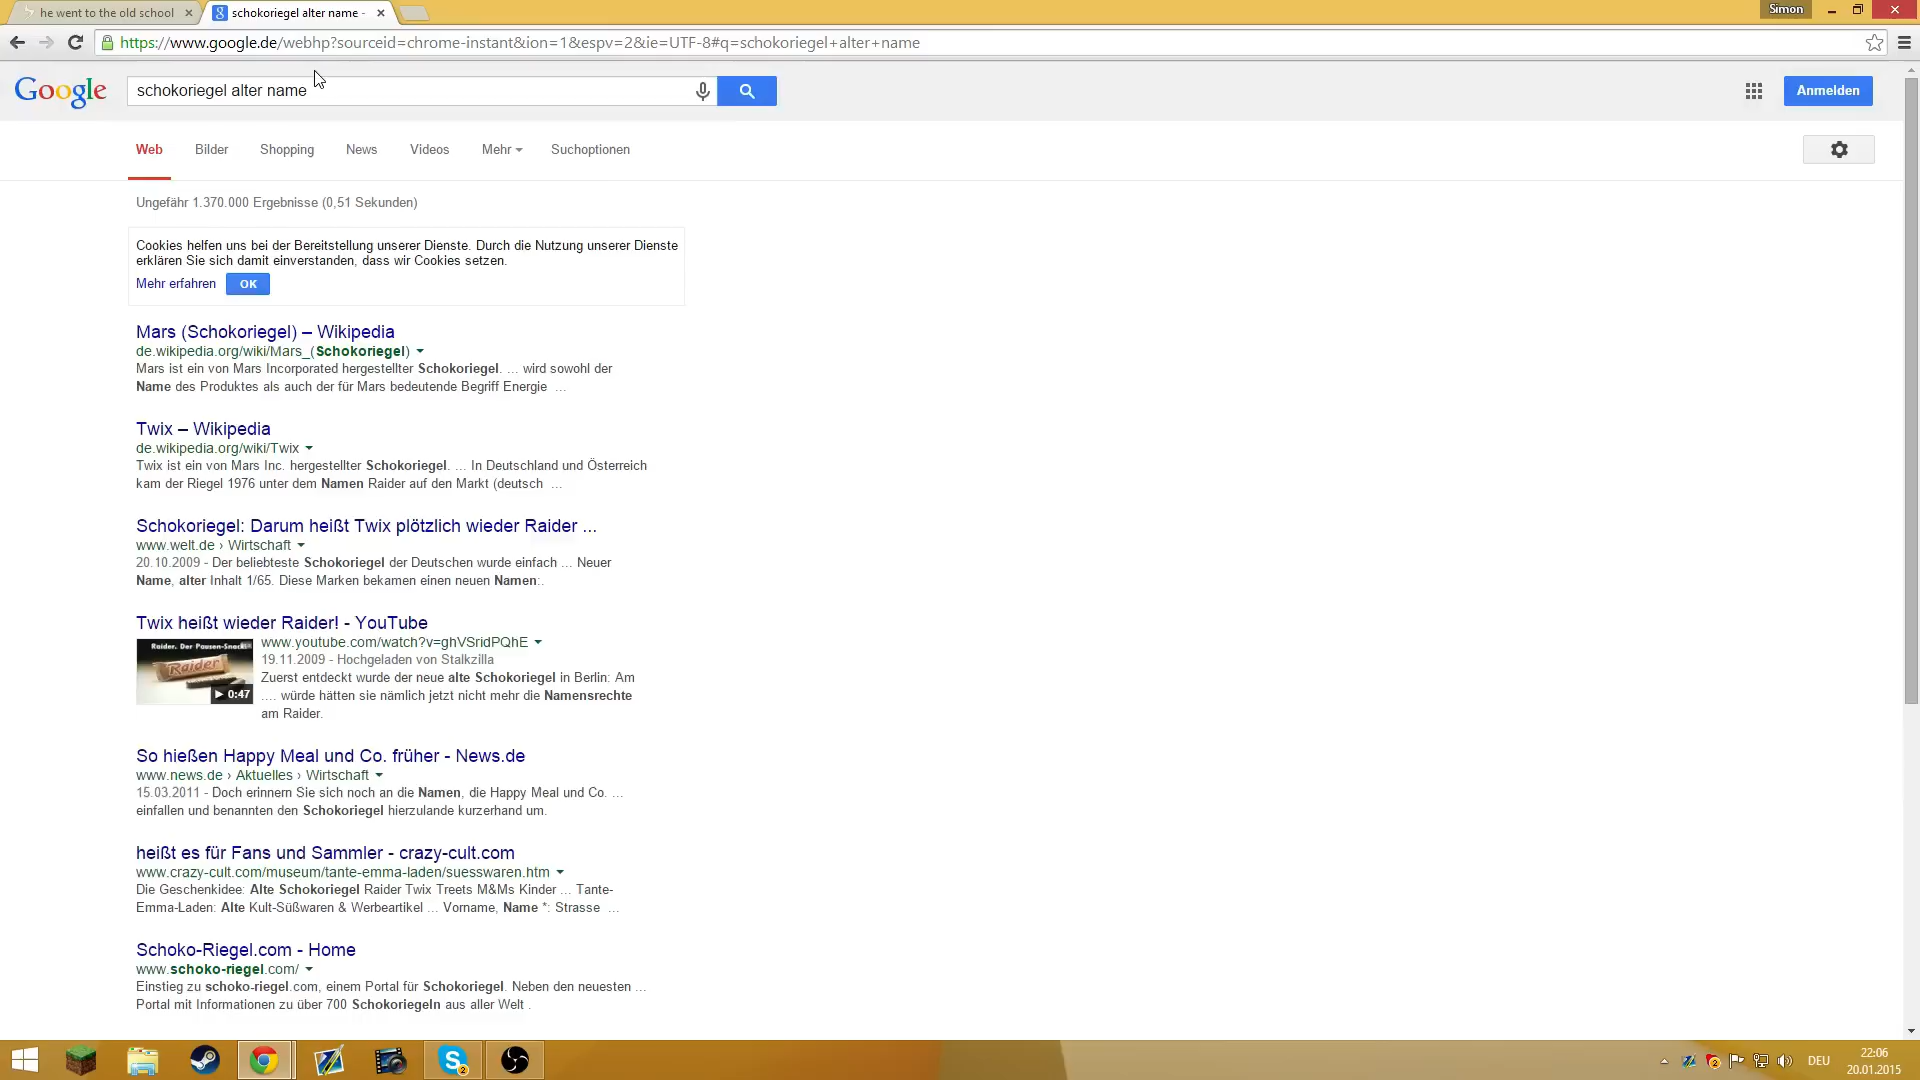 he went to the old school
schokoriegel alter name -
Simon
https://www.google.de/webhp?sourceid=chrome-instant&ion=1&espv=2&ie=UTF-8#q=schokoriegel+alter+name
Google
schokoriegel alter name
Anmelden
Web Bilder Shopping News Videos Mehr Suchoptionen
Ungefähr 1.370.000 Ergebnisse (0,51 Sekunden)
Cookies helfen uns bei der Bereitstellung unserer Dienste. Durch die Nutzung unserer Dienste
erklären Sie sich damit einverstanden, dass wir Cookies setzen.
Mehr erfahren OK
Mars (Schokoriegel) – Wikipedia
de.wikipedia.org/wiki/Mars_(Schokoriegel)
Mars ist ein von Mars Incorporated hergestellter Schokoriegel. ... wird sowohl der
Name des Produktes als auch der für Mars bedeutende Begriff Energie ...
Twix – Wikipedia
de.wikipedia.org/wiki/Twix
Twix ist ein von Mars Inc. hergestellter Schokoriegel. ... In Deutschland und Österreich
kam der Riegel 1976 unter dem Namen Raider auf den Markt (deutsch ...
Schokoriegel: Darum heißt Twix plötzlich wieder Raider ...
www.welt.de › Wirtschaft
20.10.2009 - Der beliebteste Schokoriegel der Deutschen wurde einfach ... Neuer
Name, alter Inhalt 1/65. Diese Marken bekamen einen neuen Namen:.
Twix heißt wieder Raider! - YouTube
Raider. Der Pausen-Snack
Raider
0:47
www.youtube.com/watch?v=ghVSridPQhE
19.11.2009 - Hochgeladen von Stalkzilla
Zuerst entdeckt wurde der neue alte Schokoriegel in Berlin: Am
.... würde hätten sie nämlich jetzt nicht mehr die Namensrechte
am Raider.
So hießen Happy Meal und Co. früher - News.de
www.news.de › Aktuelles › Wirtschaft
15.03.2011 - Doch erinnern Sie sich noch an die Namen, die Happy Meal und Co. ...
einfallen und benannten den Schokoriegel hierzulande kurzerhand um.
heißt es für Fans und Sammler - crazy-cult.com
www.crazy-cult.com/museum/tante-emma-laden/suesswaren.htm
Die Geschenkidee: Alte Schokoriegel Raider Twix Treets M&Ms Kinder ... Tante-
Emma-Laden: Alte Kult-Süßwaren & Werbeartikel ... Vorname, Name *: Strasse ...
Schoko-Riegel.com - Home
www.schoko-riegel.com/
Einstieg zu schoko-riegel.com, einem Portal für Schokoriegel. Neben den neuesten ...
Portal mit Informationen zu über 700 Schokoriegeln aus aller Welt .
DEU
22:06
20.01.2015